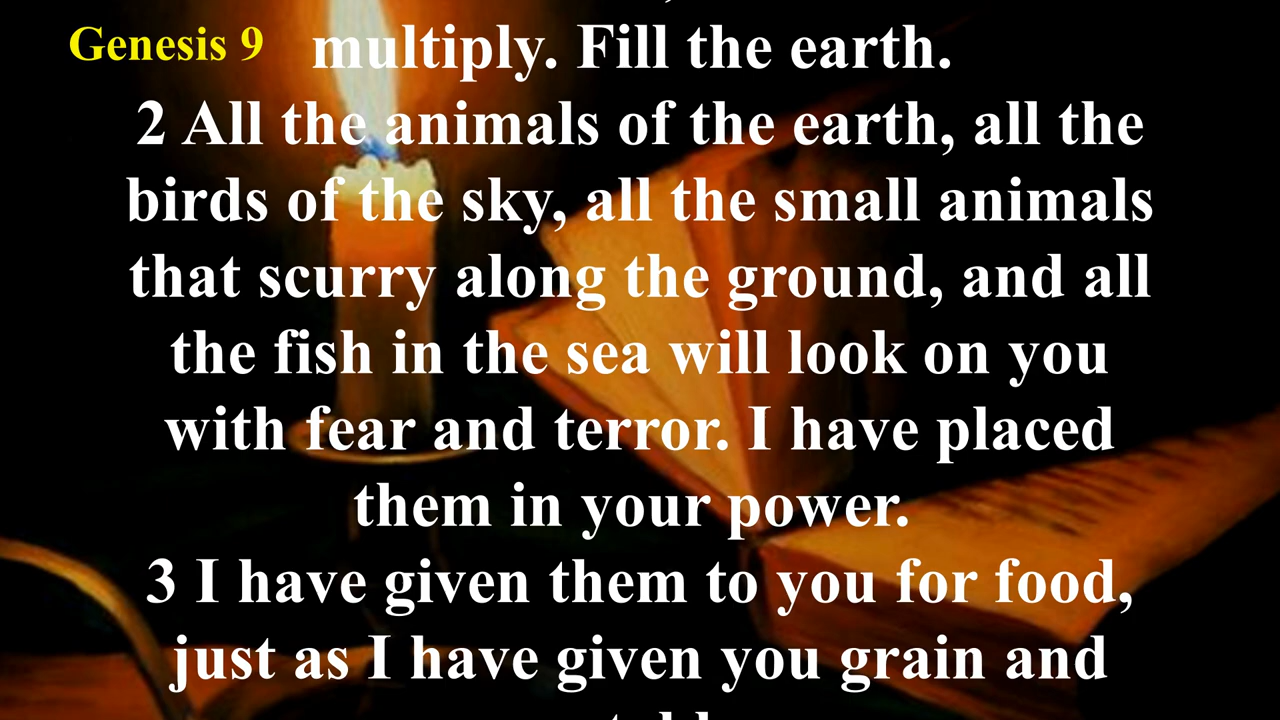 Genesis 9
multiply. Fill the earth.
2 All the animals of the earth, all the
birds of the sky, all the small animals
that scurry along the ground, and all
the fish in the sea will look on you
with fear and terror. I have placed
them in your power.
3 I have given them to you for food,
just as I have given you grain and